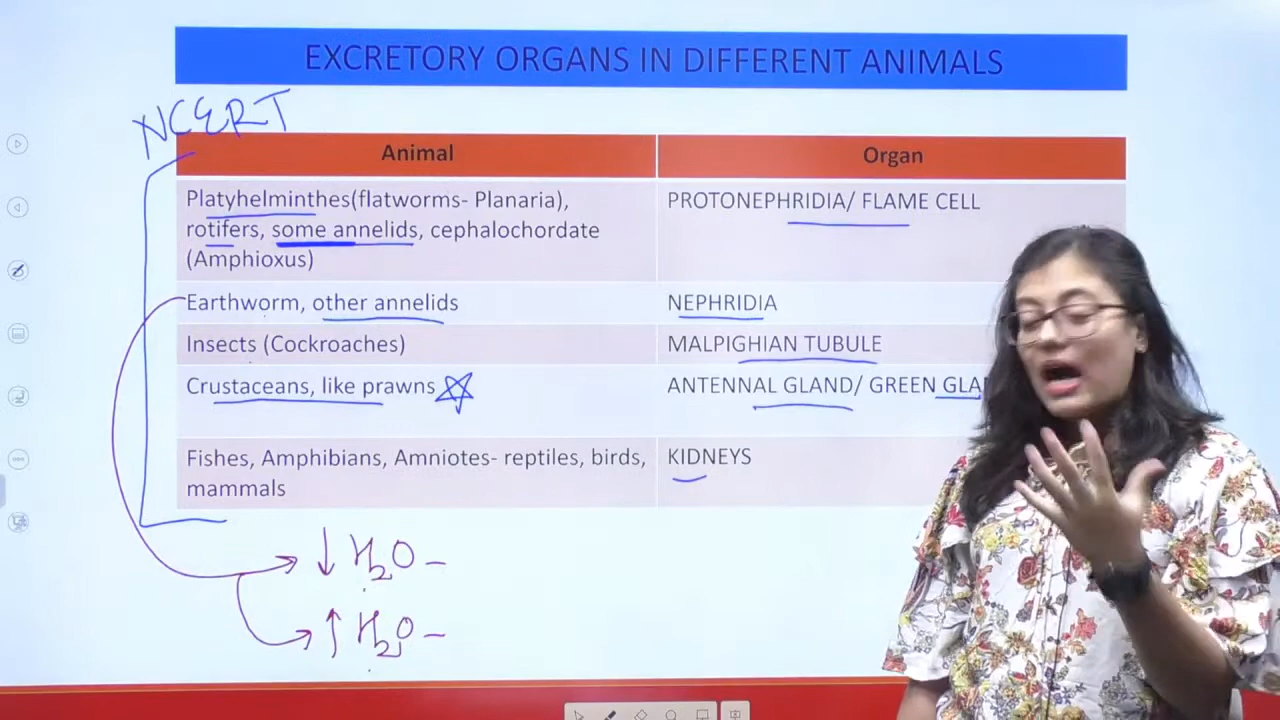 EXCRETORY ORGANS IN DIFFERENT ANIMALS
NCERT
Animal Organ
Platyhelminthes(flatworms- Planaria), PROTONEPHRIDIA/ FLAME CELL
rotifers, some annelids, cephalochordate
(Amphioxus)
Earthworm, other annelids NEPHRIDIA
Insects (Cockroaches) MALPIGHIAN TUBULE
Crustaceans, like prawns ANTENNAL GLAND/ GREEN
Fishes, Amphibians, Amniotes- reptiles, birds, KIDNEYS
mammals
↓ H₂O –
↑ H₂O –